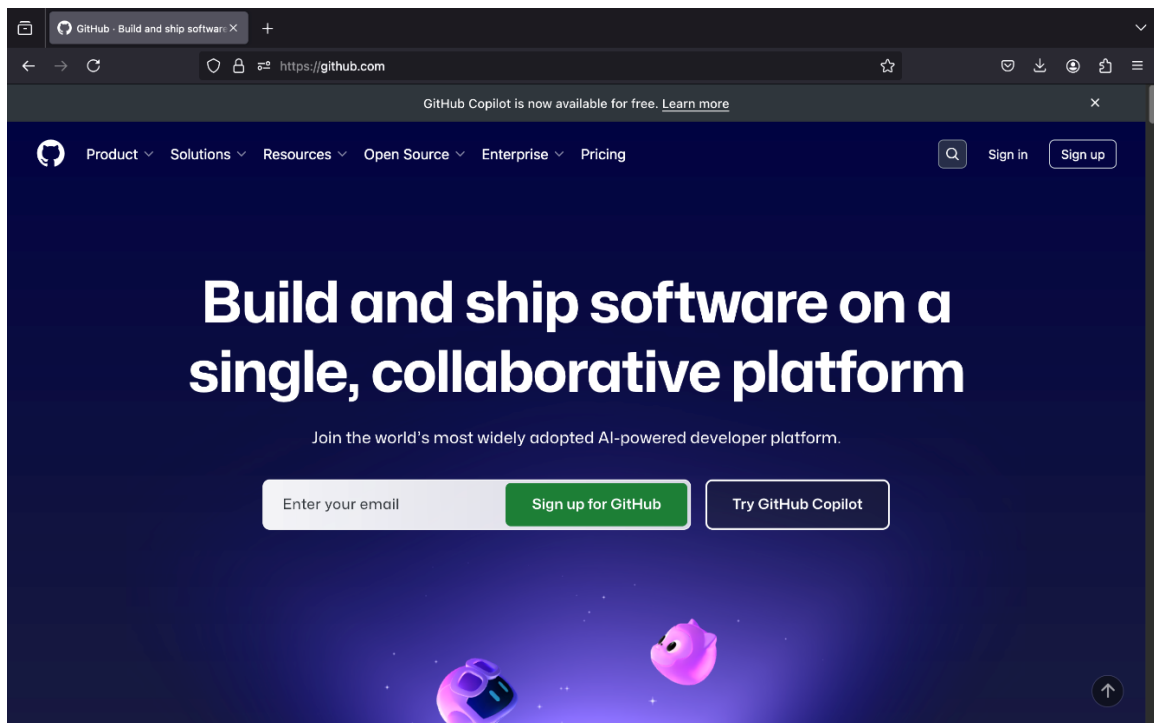 GitHub · Build and ship software
https://github.com
GitHub Copilot is now available for free. Learn more
Product Solutions Resources Open Source Enterprise Pricing Sign in Sign up
Build and ship software on a
single, collaborative platform
Join the world's most widely adopted AI-powered developer platform.
Enter your email Sign up for GitHub Try GitHub Copilot